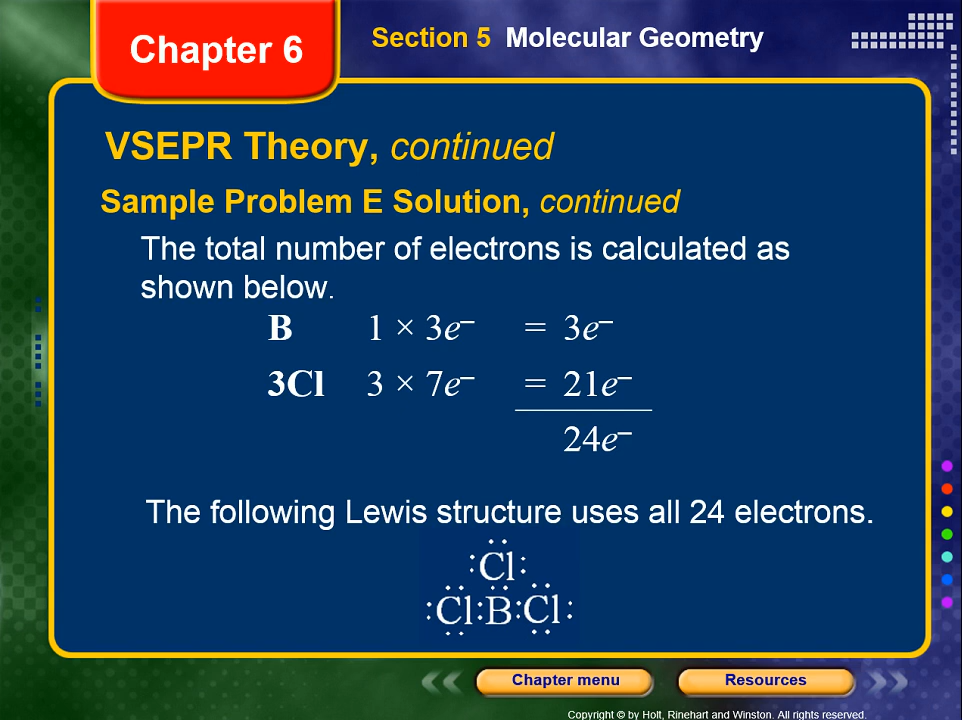 Chapter 6
Section 5 Molecular Geometry
VSEPR Theory, continued
Sample Problem E Solution, continued
The total number of electrons is calculated as
shown below.
B 1 × 3e– = 3e–
3Cl 3 × 7e– = 21e–
24e–
The following Lewis structure uses all 24 electrons.
:Cl:
:Cl:B:Cl:
Chapter menu
Resources
Copyright © by Holt, Rinehart and Winston. All rights reserved.